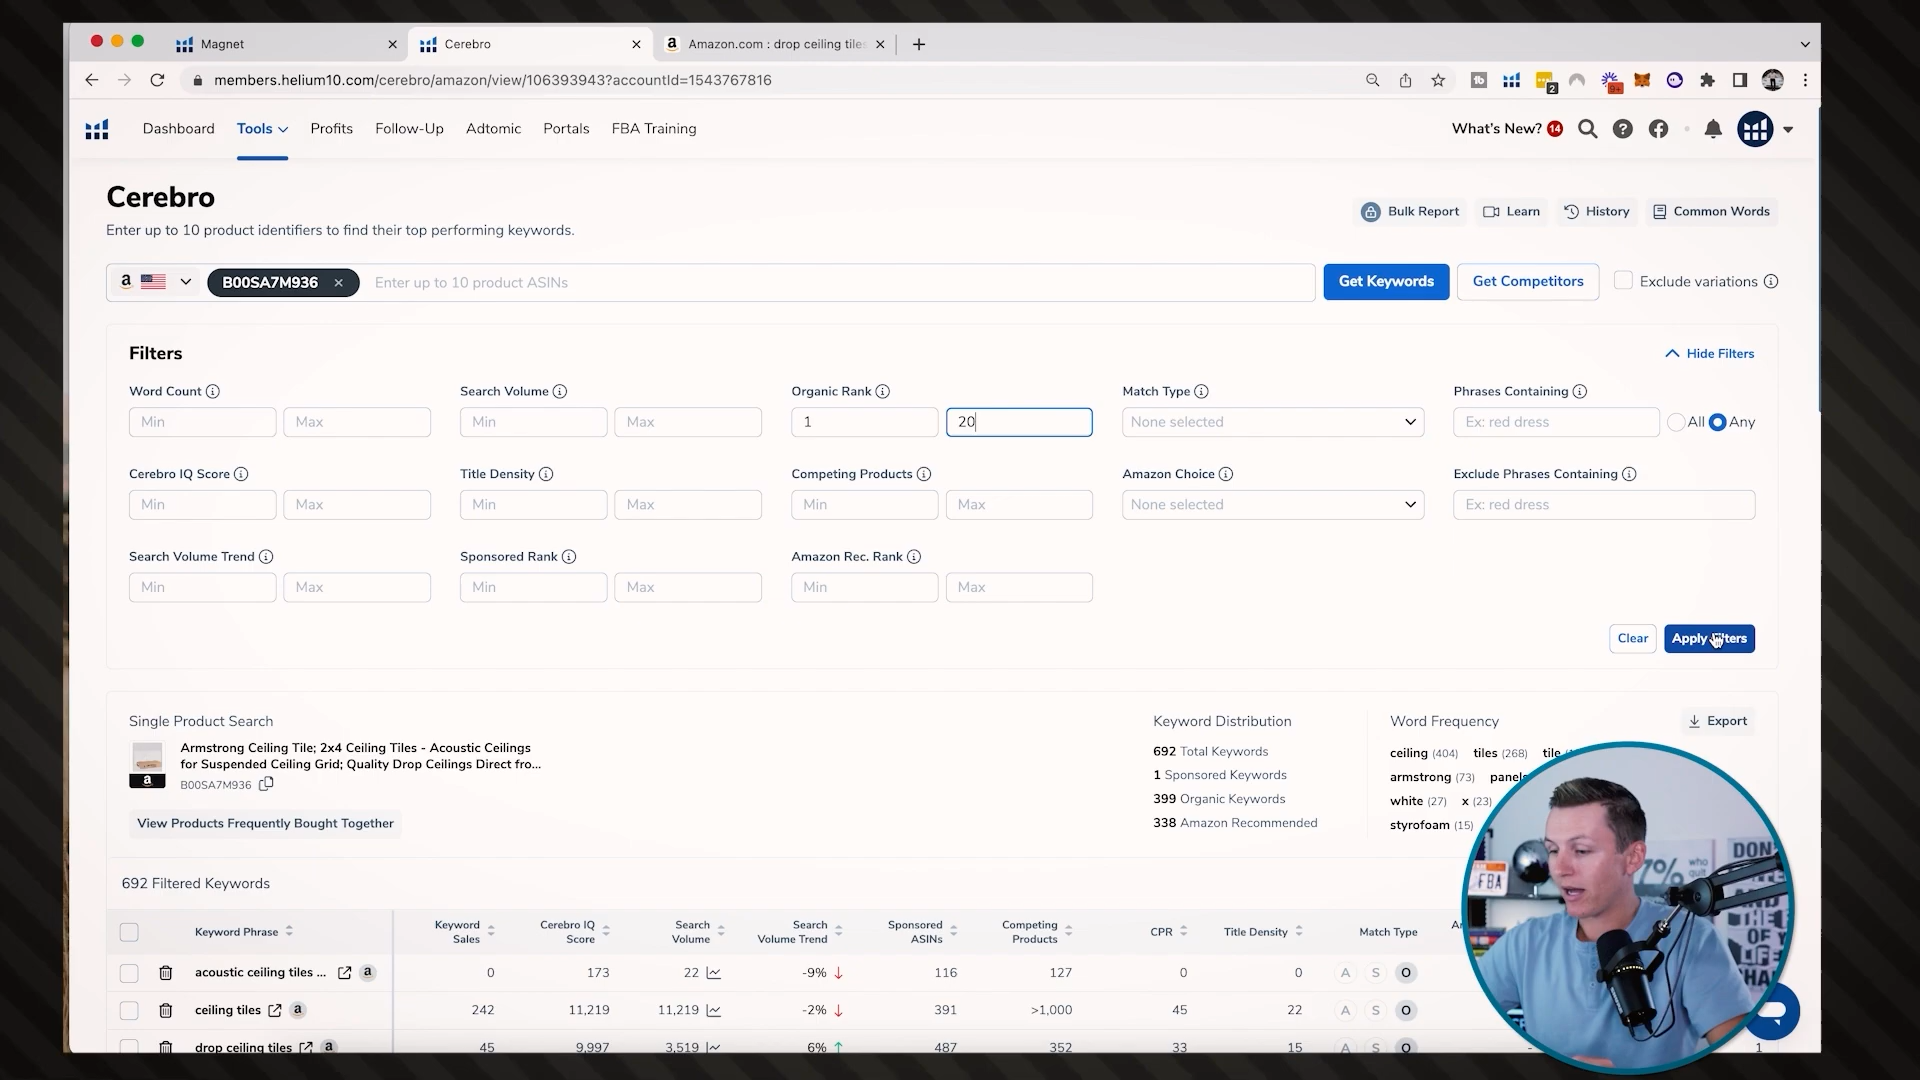 Magnet
Cerebro
Amazon.com : drop ceiling tiles
members.helium10.com/cerebro/amazon/view/106393943?accountId=1543767816
2
9+
Dashboard
Tools
Profits
Follow-Up
Adtomic
Portals
FBA Training
What's New? 14
Cerebro
Enter up to 10 product identifiers to find their top performing keywords.
Bulk Report
Learn
History
Common Words
B00SA7M936
Enter up to 10 product ASINs
Get Keywords
Get Competitors
Exclude variations
Filters
Hide Filters
Word Count
Search Volume
Organic Rank
Match Type
Phrases Containing
Min Max Min Max 1 20 None selected Ex: red dress All Any
Cerebro IQ Score
Title Density
Competing Products
Amazon Choice
Exclude Phrases Containing
Min Max Min Max Min Max None selected Ex: red dress
Search Volume Trend
Sponsored Rank
Amazon Rec. Rank
Min Max Min Max Min Max
Clear
Apply Filters
Single Product Search
Armstrong Ceiling Tile; 2x4 Ceiling Tiles - Acoustic Ceilings
for Suspended Ceiling Grid; Quality Drop Ceilings Direct fro...
B00SA7M936
View Products Frequently Bought Together
Keyword Distribution
692 Total Keywords
1 Sponsored Keywords
399 Organic Keywords
338 Amazon Recommended
Word Frequency
Export
ceiling (404) tiles (268) tile
armstrong (73)
white (27) x (23)
styrofoam (15)
692 Filtered Keywords
Keyword Phrase
Keyword Sales
Cerebro IQ Score
Search Volume
Search Volume Trend
Sponsored ASINs
Competing Products
CPR
Title Density
Match Type
acoustic ceiling tiles ... 0 173 22 -9% 116 127 0 0 A S O
ceiling tiles 242 11,219 11,219 -2% 391 >1,000 45 22 A S O
drop ceiling tiles 45 9,997 3,519 6% 487 352 33 15 A S O - 1
FBA
7%
who
DON'
THE
OF